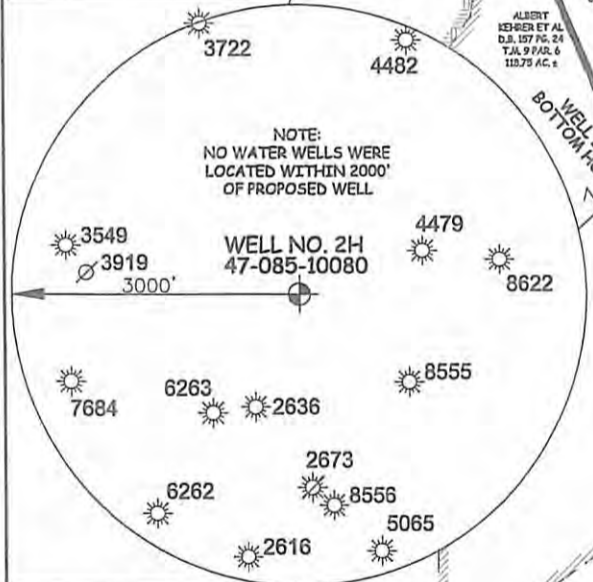 3722
4482
ALBERT
KEHRER ET AL
D.B. 157 PG. 24
T.M. 9 PAR. 6
118.75 AC. ±
WELL
BOTTOM
NOTE:
NO WATER WELLS WERE
LOCATED WITHIN 2000'
OF PROPOSED WELL
3549
3919
3000'
WELL NO. 2H
47-085-10080
4479
8622
7684
6263
2636
8555
2673
8556
6262
2616
5065